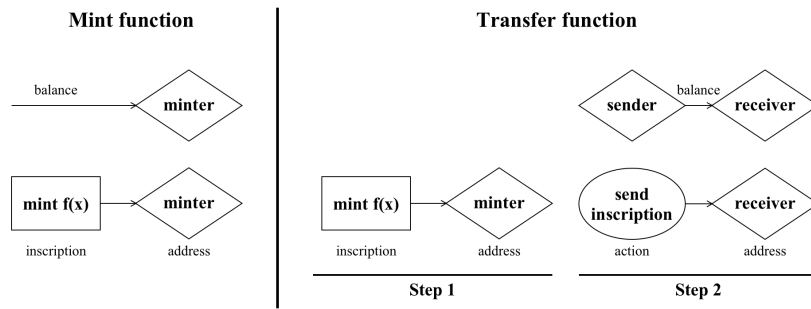 Mint function
Transfer function
balance
minter
sender
balance
receiver
mint f(x)
minter
mint f(x)
minter
send
inscription
receiver
inscription
address
inscription
address
action
address
Step 1
Step 2